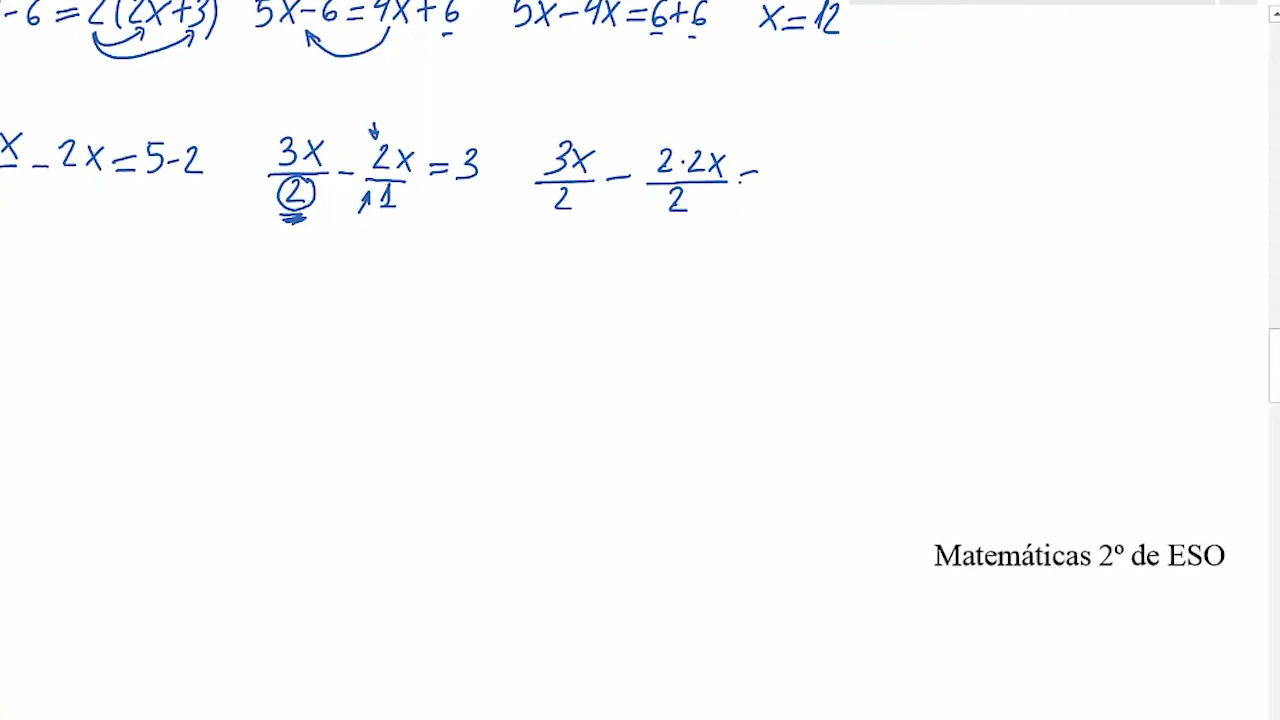 -6 = 2(2x+3) 5x-6=4x+6 5x-4x=6+6 x=12
x - 2x = 5-2 3x/2 - 2x/1 = 3 3x/2 - 2·2x/2 =
Matemáticas 2º de ESO